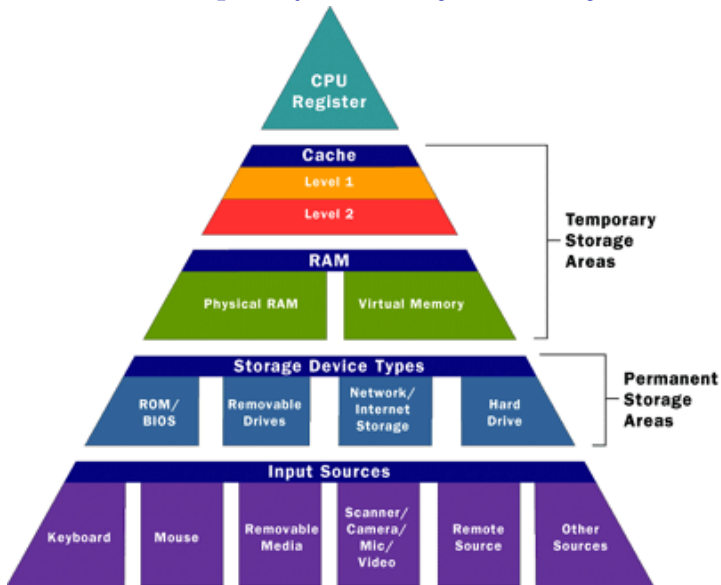 CPU
Register
Cache
Level 1
Level 2
Temporary
Storage
Areas
RAM
Physical RAM
Virtual Memory
Storage Device Types
ROM/
BIOS
Removable
Drives
Network/
Internet
Storage
Hard
Drive
Permanent
Storage
Areas
Input Sources
Keyboard
Mouse
Removable
Media
Scanner/
Camera/
Mic/
Video
Remote
Source
Other
Sources